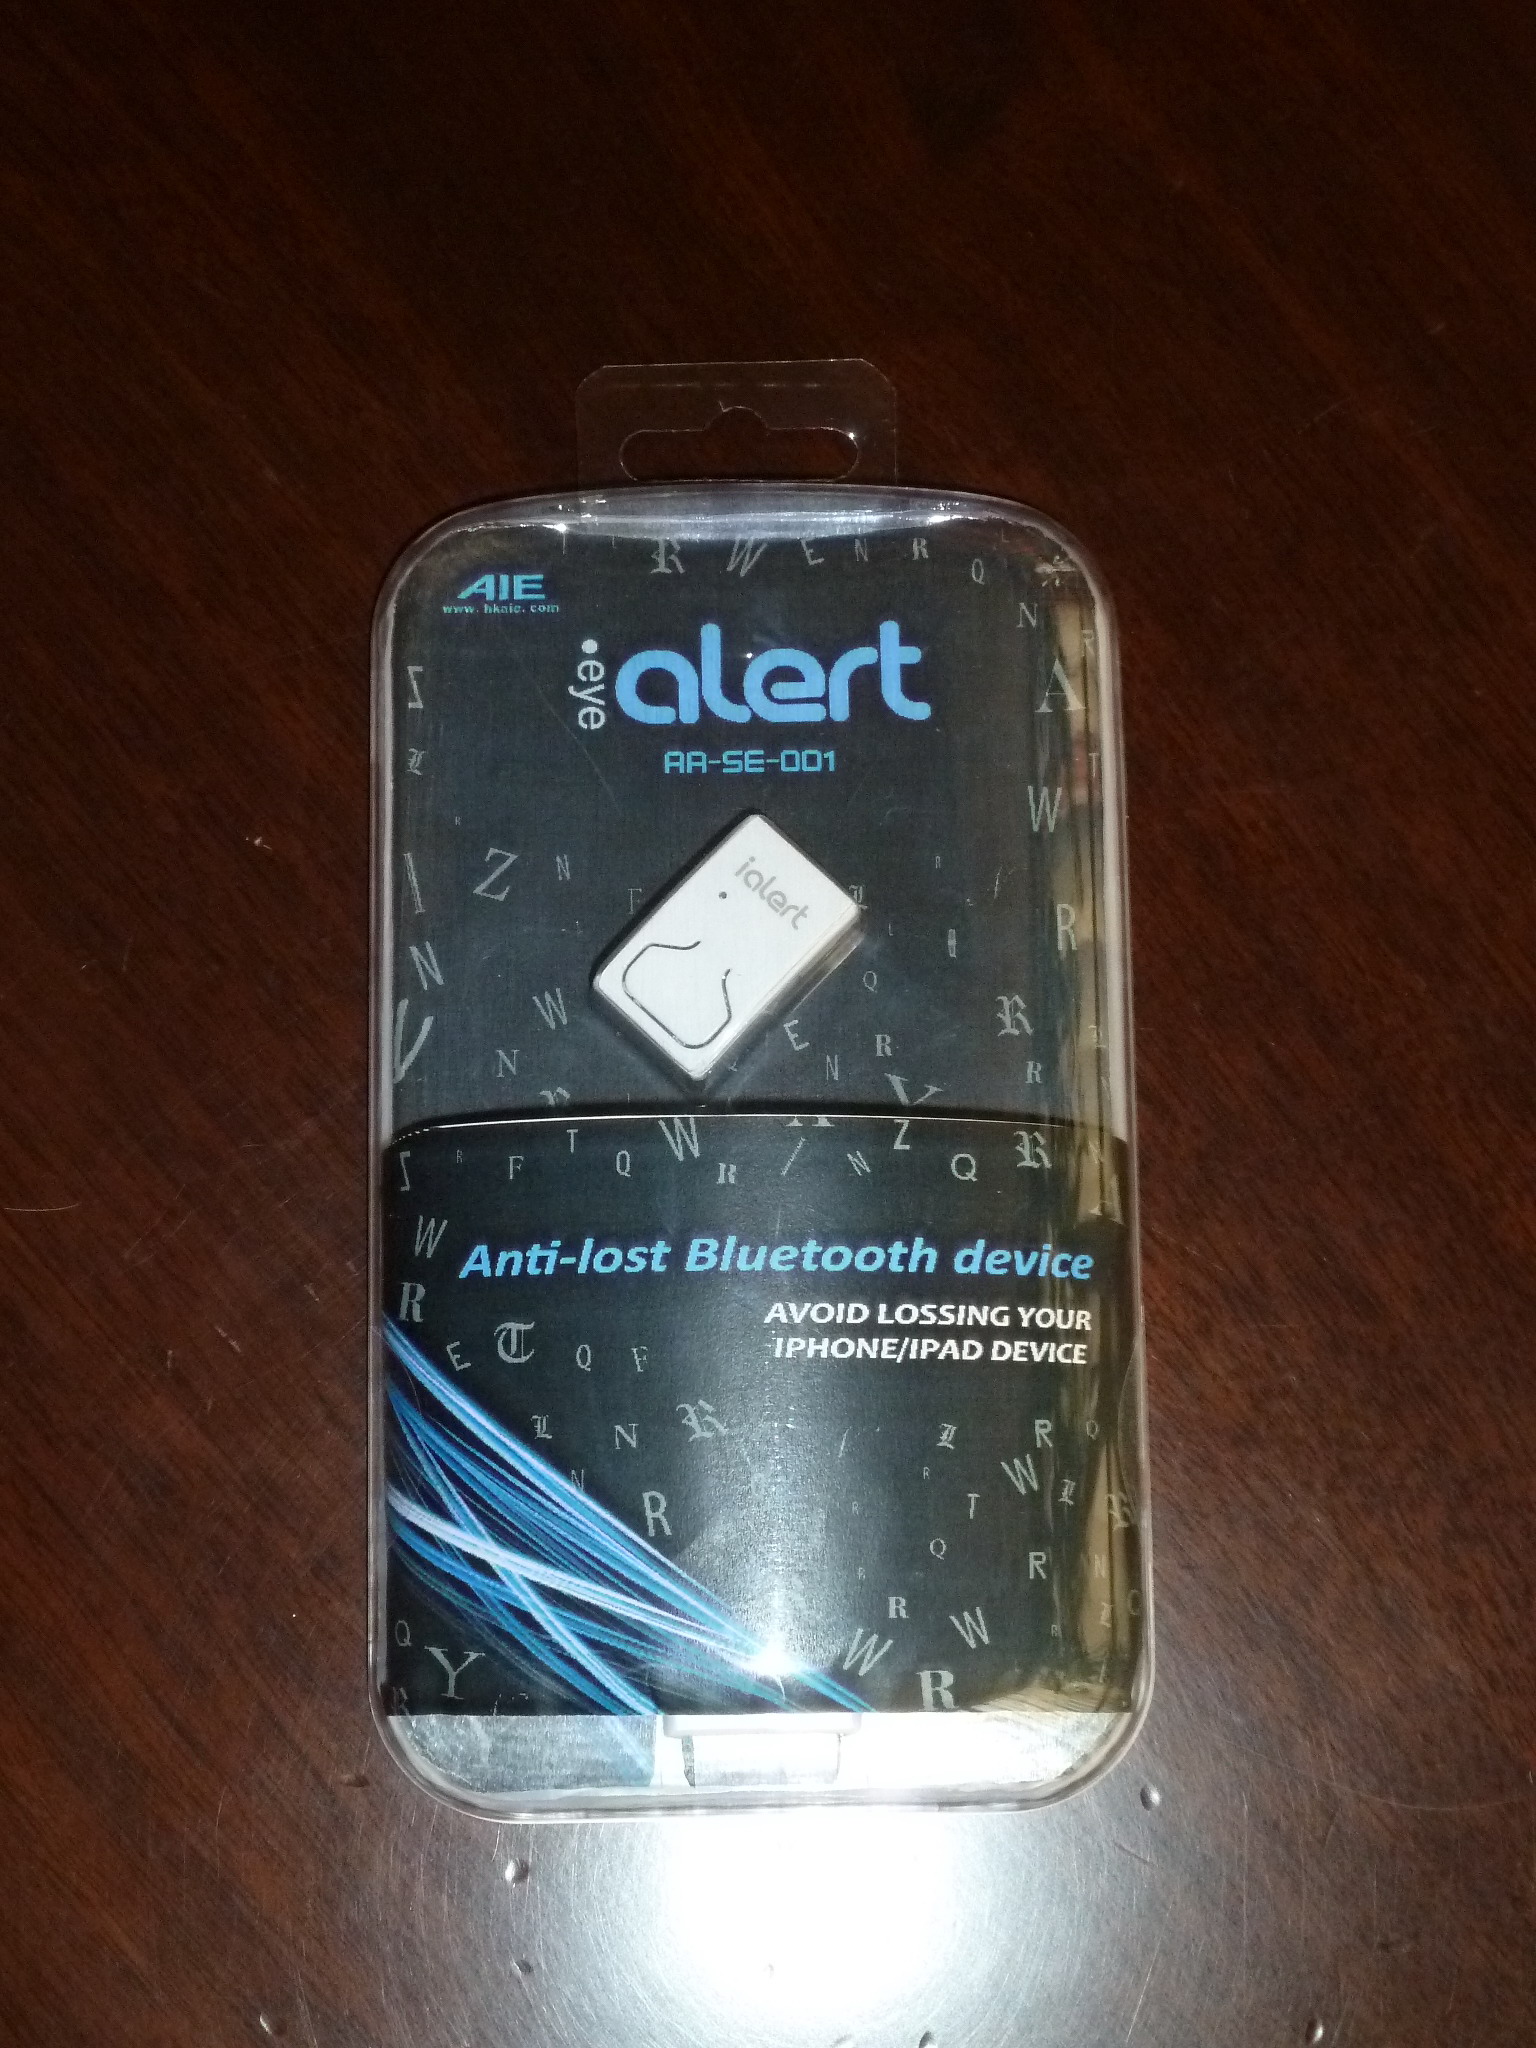 AIE
www.hkaie.com
eye
alert
AA-SE-001
ialert
Anti-lost Bluetooth device
AVOID LOSSING YOUR
IPHONE/IPAD DEVICE